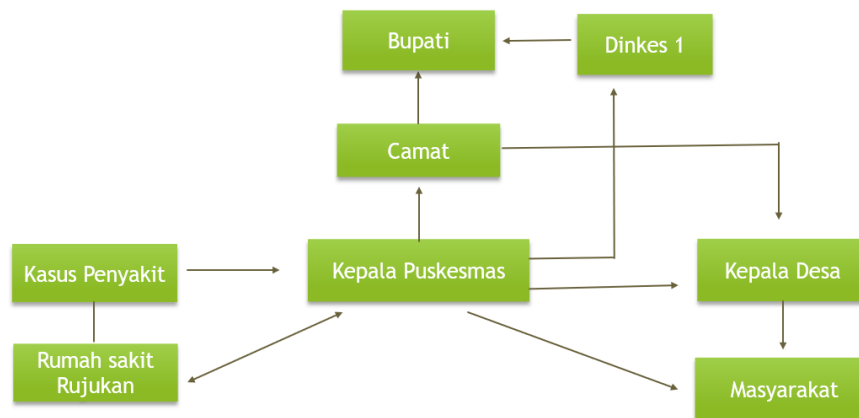 Bupati
Dinkes 1
Camat
Kasus Penyakit
Kepala Puskesmas
Kepala Desa
Rumah sakit
Rujukan
Masyarakat